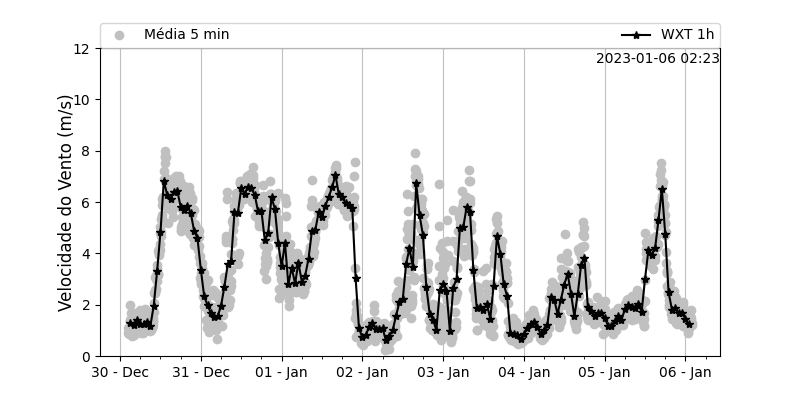 Média 5 min
WXT 1h
2023-01-06 02:23
Velocidade do Vento (m/s)
12
10
8
6
4
2
0
30 - Dec 31 - Dec 01 - Jan 02 - Jan 03 - Jan 04 - Jan 05 - Jan 06 - Jan